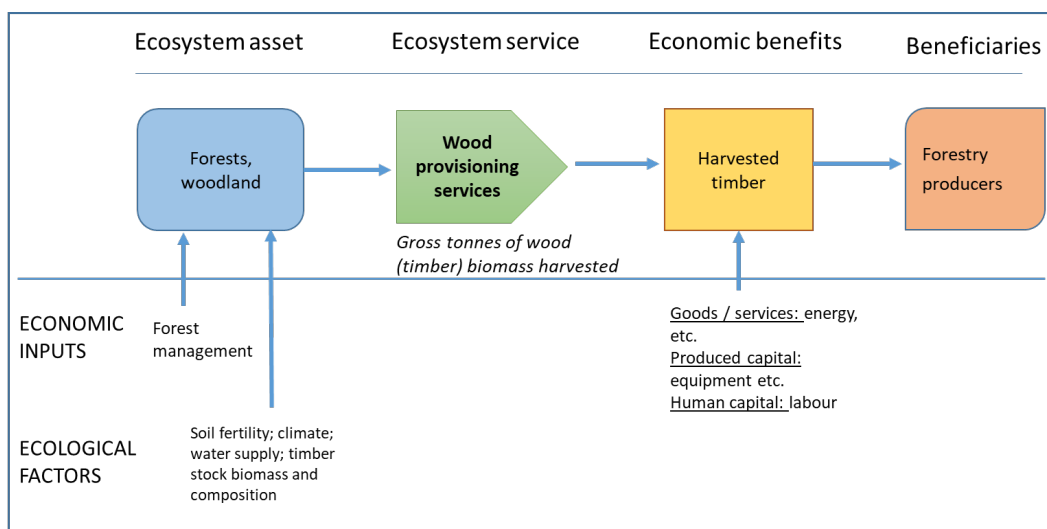 Ecosystem asset
Ecosystem service
Economic benefits
Beneficiaries
Forests,
woodland
Wood
provisioning
services
Harvested
timber
Forestry
producers
Gross tonnes of wood
(timber) biomass harvested
ECONOMIC
INPUTS
Forest
management
Goods / services: energy,
etc.
Produced capital:
equipment etc.
Human capital: labour
ECOLOGICAL
FACTORS
Soil fertility; climate;
water supply; timber
stock biomass and
composition